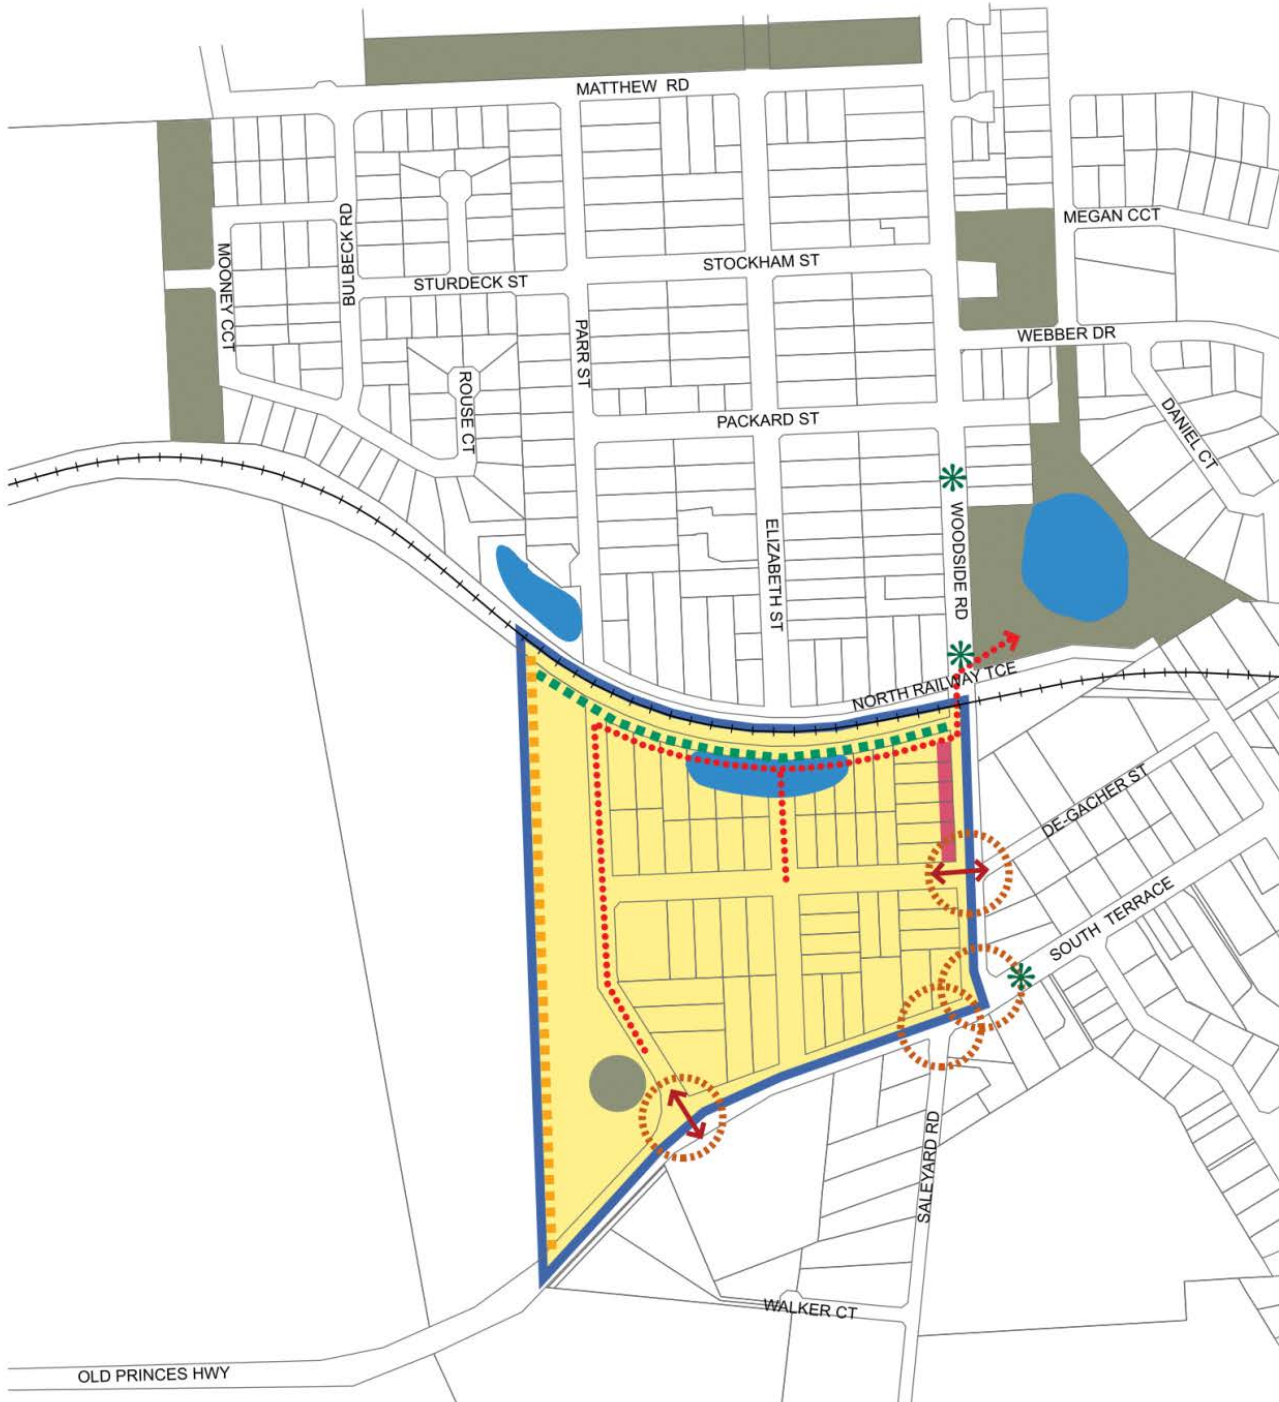 MATTHEW RD
MEGAN CCT
BULBECK RD
MOONEY CCT
STOCKHAM ST
STURDECK ST
WEBBER DR
PARR ST
ROUSE CT
PACKARD ST
DANIEL CT
ELIZABETH ST
WOODSIDE RD
NORTH RAILWAY TCE
DE-GACHER ST
SOUTH TERRACE
SALEYARD RD
WALKER CT
OLD PRINCES HWY